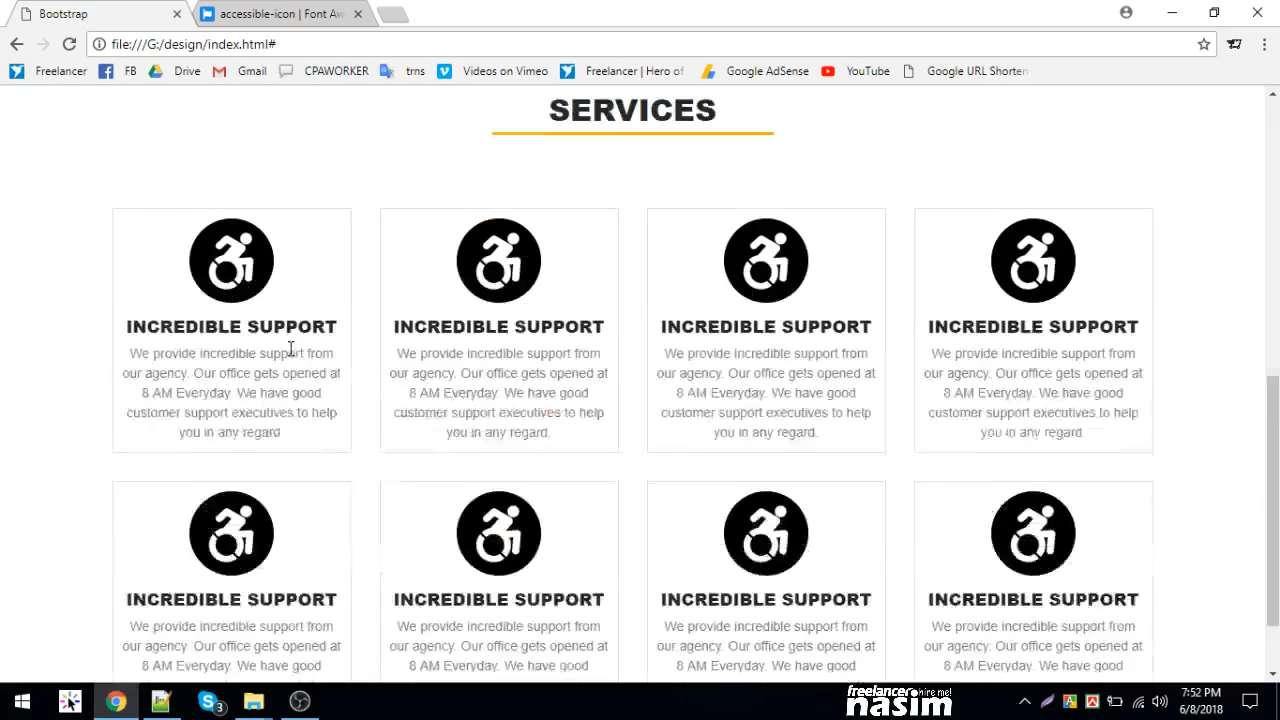 Bootstrap
accessible-icon | Font Aw
file:///G:/design/index.html#
Freelancer FB Drive Gmail CPAWORKER trns Videos on Vimeo Freelancer | Hero of Google AdSense YouTube Google URL Shorten
SERVICES
INCREDIBLE SUPPORT
We provide incredible support from
our agency. Our office gets opened at
8 AM Everyday. We have good
customer support executives to help
you in any regard
INCREDIBLE SUPPORT
We provide incredible support from
our agency. Our office gets opened at
8 AM Everyday. We have good
customer support executives to help
you in any regard.
INCREDIBLE SUPPORT
We provide incredible support from
our agency. Our office gets opened at
8 AM Everyday. We have good
customer support executives to help
you in any regard.
INCREDIBLE SUPPORT
We provide incredible support from
our agency. Our office gets opened at
8 AM Everyday. We have good
customer support executives to help
you in any regard.
INCREDIBLE SUPPORT
We provide incredible support from
our agency. Our office gets opened at
8 AM Everyday. We have good
INCREDIBLE SUPPORT
We provide incredible support from
our agency. Our office gets opened at
8 AM Everyday. We have good
INCREDIBLE SUPPORT
We provide incredible support from
our agency. Our office gets opened at
8 AM Everyday. We have good
INCREDIBLE SUPPORT
We provide incredible support from
our agency. Our office gets opened at
8 AM Everyday. We have good
3
freelancer hire me!
nasim
7:52 PM
6/8/2018